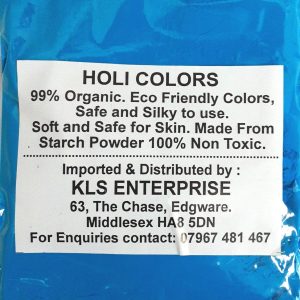 HOLI COLORS
99% Organic. Eco Friendly Colors,
Safe and Silky to use.
Soft and Safe for Skin. Made From
Starch Powder 100% Non Toxic.
Imported & Distributed by :
KLS ENTERPRISE
63, The Chase, Edgware.
Middlesex HA8 5DN
For Enquiries contact: 07967 481 467